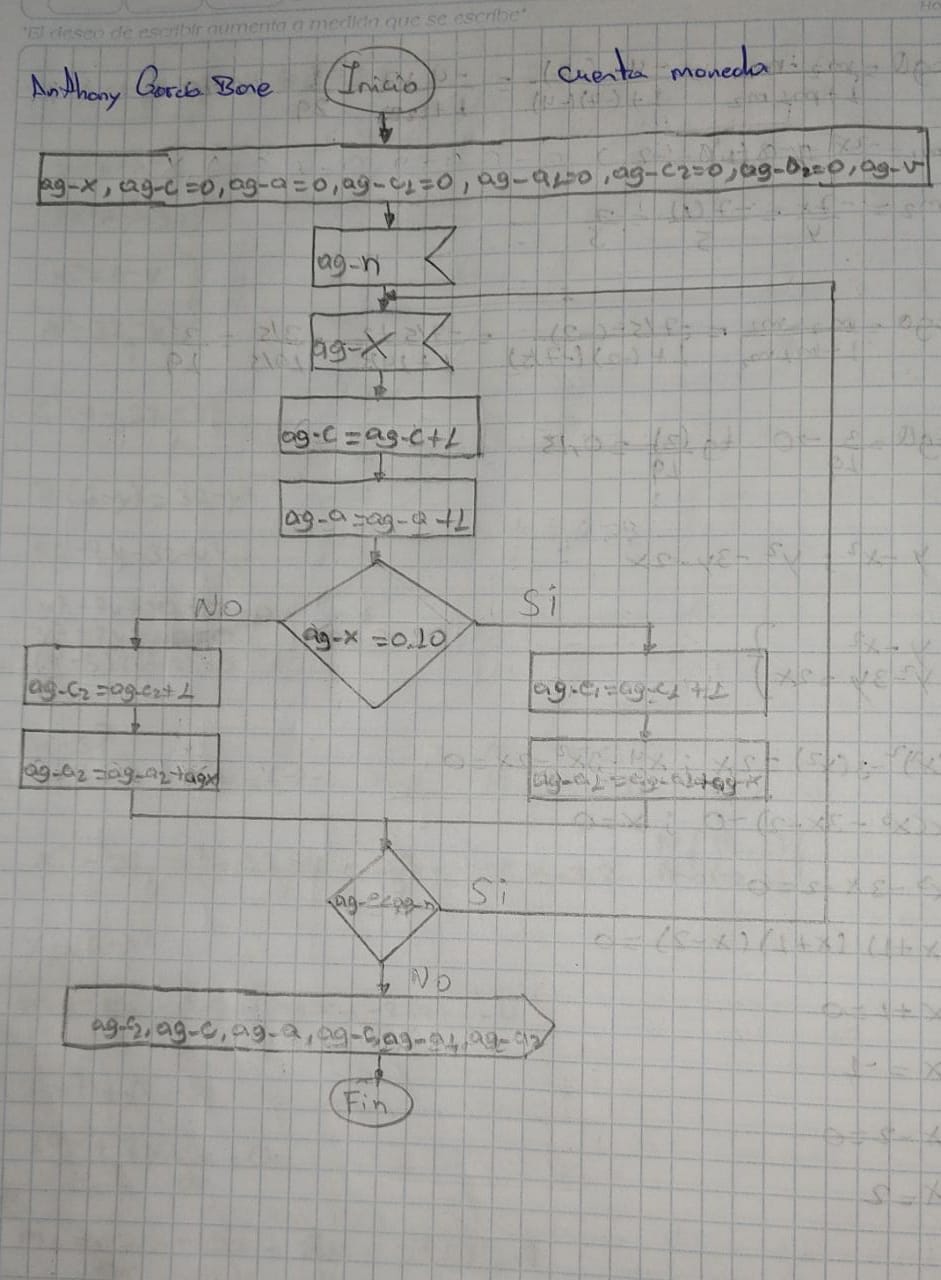 "El deseo de escribir aumenta a medida que se escribe"
Anthony García Bone
Inicio
cuenta moneda
ag-x, ag-c=0, ag-a=0, ag-c1=0, ag-a1=0, ag-c2=0, ag-a2=0, ag-v
ag-n
ag-x
ag-c=ag-c+1
ag-a=ag-a+1
NO
Si
ag-x=0.10
ag-c2=ag-c2+1
ag-c1=ag-c1+1
ag-a2=ag-a2+agx
ag-a1=ag-a1+ag-x
ag-c<ag-n
Si
NO
ag-c2, ag-c, ag-a, ag-c, ag-a1, ag-a2
Fin